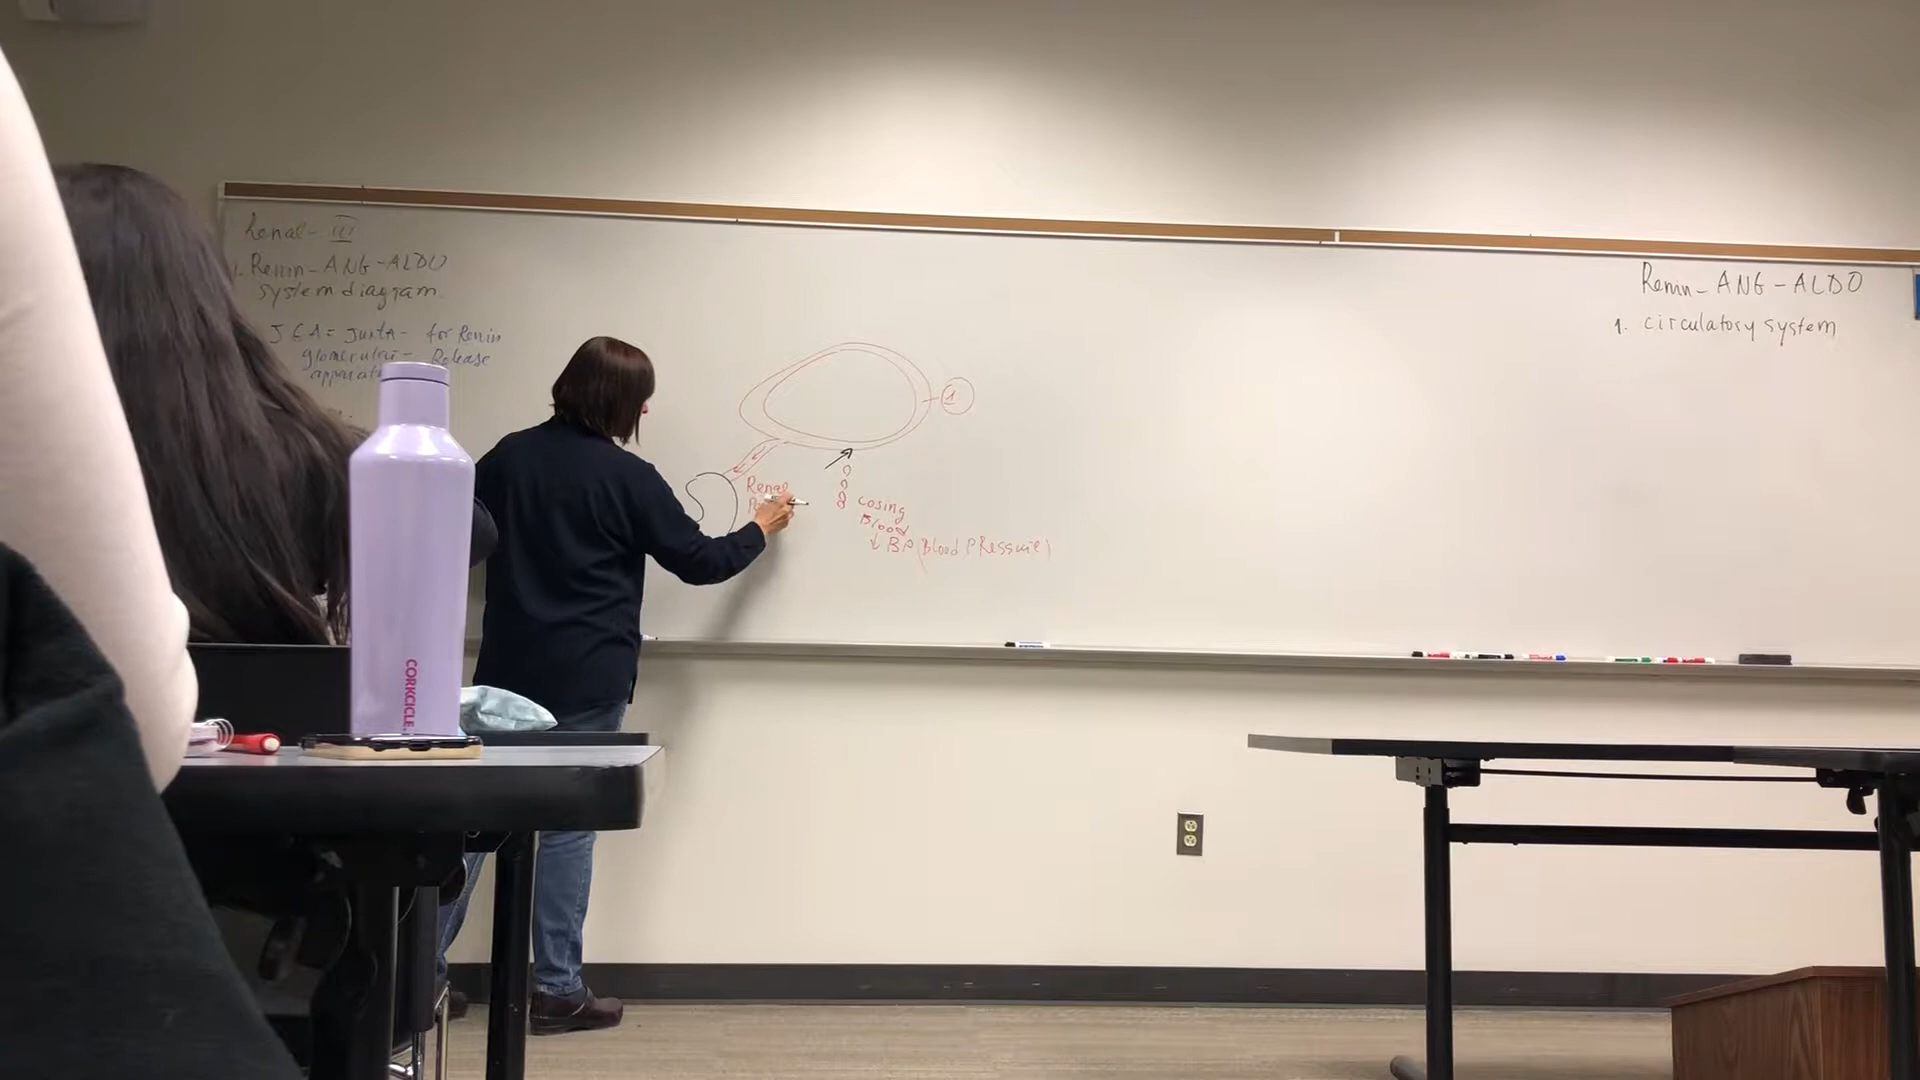 Renal - III
1. Renin - ANG - ALDO
system diagram
JGA = Juxta - for Renin
glomerular - Release
Renal
cosing
Blood
↓ BP (Blood PRessure)
1
Renin - ANG - ALDO
1. circulatory system
CORKCICLE.